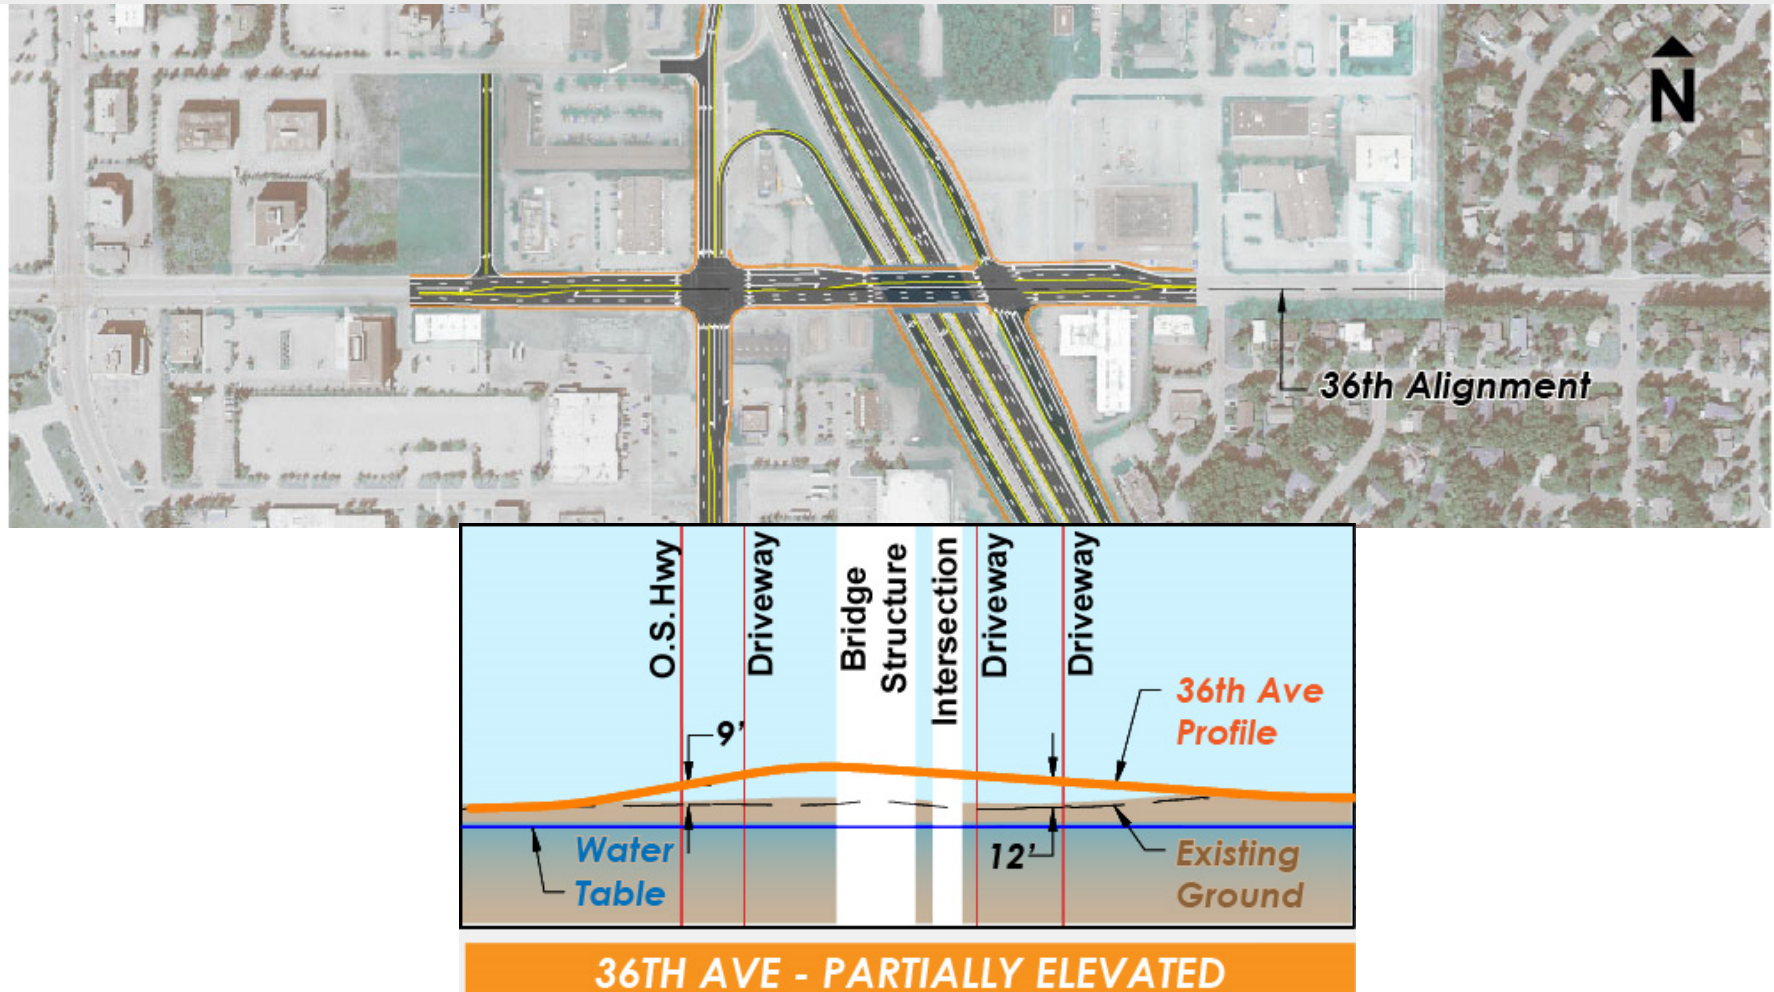 N
36th Alignment
O.S. Hwy
Driveway
Bridge
Structure
Intersection
Driveway
Driveway
9’
36th Ave
Profile
12’
Water
Table
Existing
Ground
36TH AVE - PARTIALLY ELEVATED